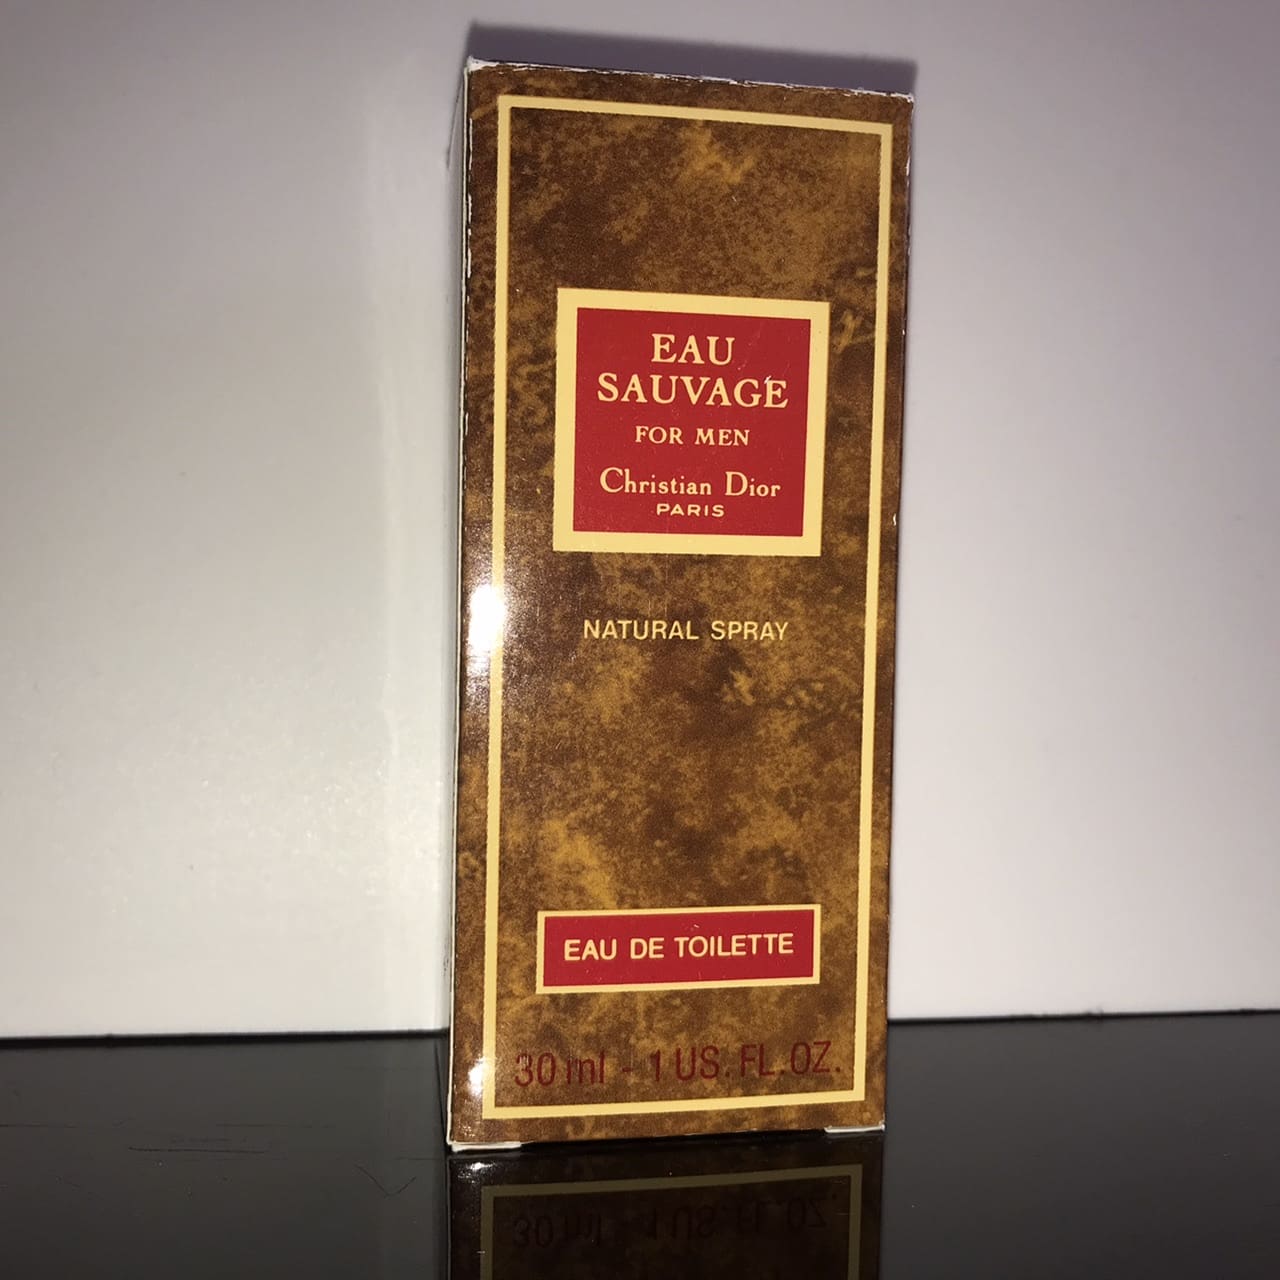 EAU
SAUVAGE
FOR MEN
Christian Dior
PARIS
NATURAL SPRAY
EAU DE TOILETTE
30 ml - 1 US. FL.OZ.